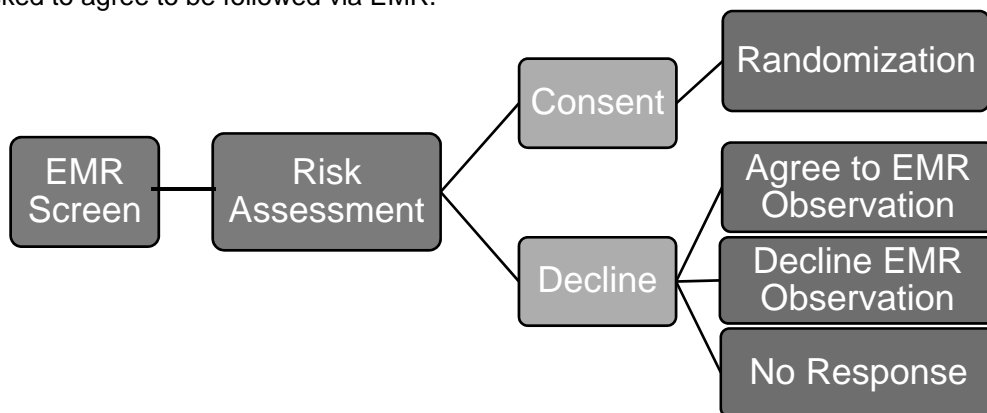 to agree to be followed via EMR.
EMR
Screen
Risk
Assessment
Consent
Decline
Randomization
Agree to EMR
Observation
Decline EMR
Observation
No Response